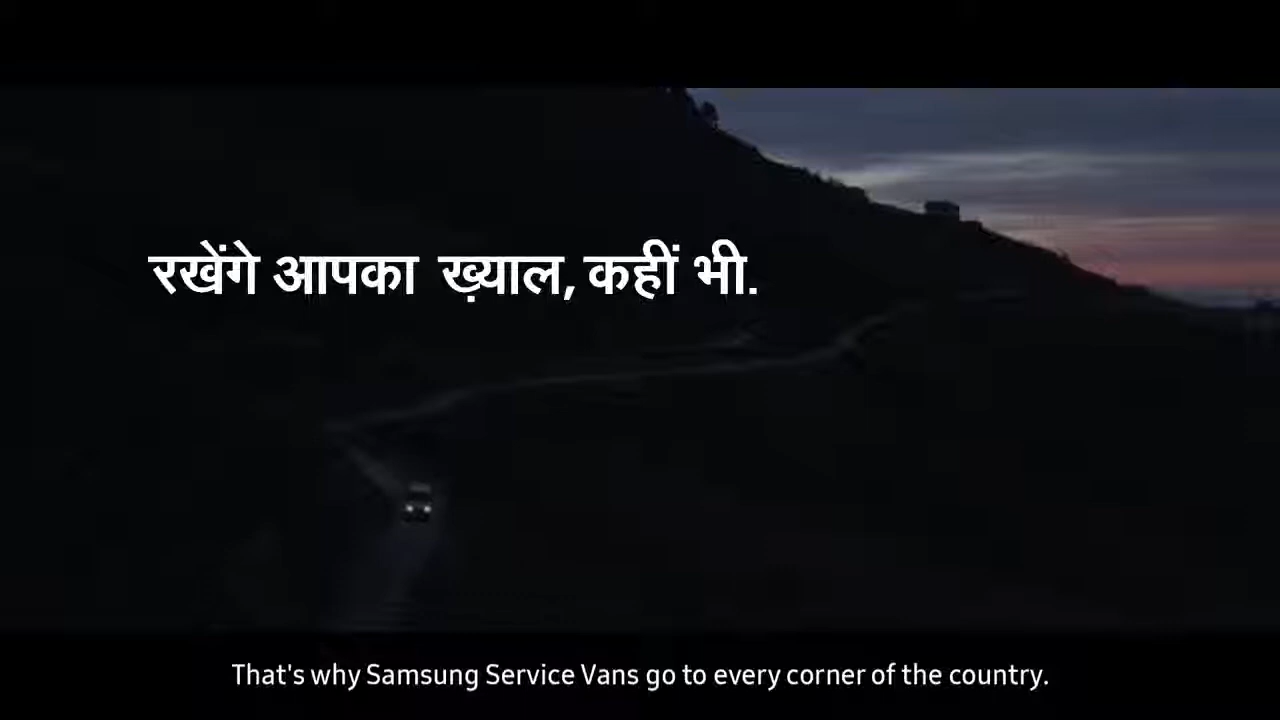 रखेंगे आपका ख़्याल, कहीं भी.
That's why Samsung Service Vans go to every corner of the country.